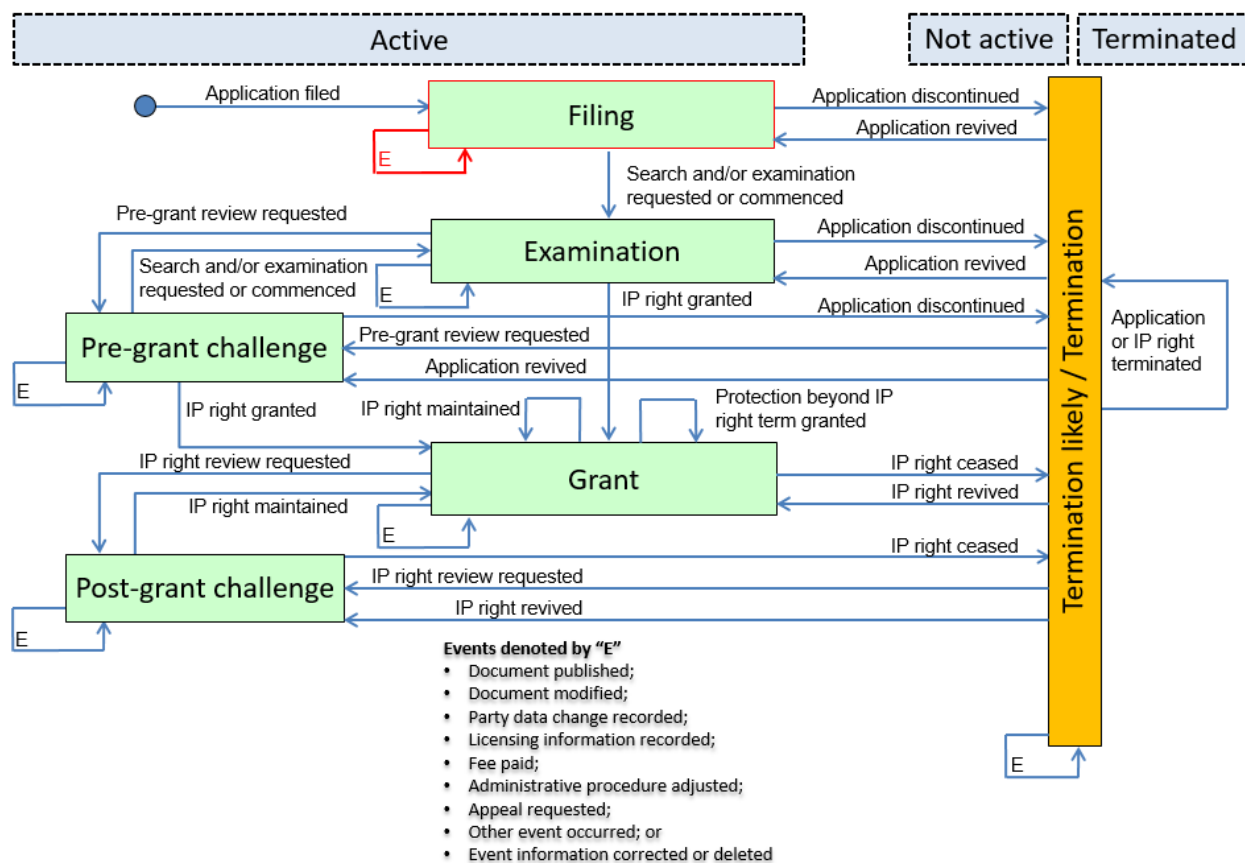 Active
Not active
Terminated
Application filed
Filing
Application discontinued
Application revived
E
Search and/or examination
requested or commenced
Pre-grant review requested
Examination
Application discontinued
Application revived
Search and/or examination
requested or commenced
E
IP right granted
Application discontinued
Pre-grant challenge
Pre-grant review requested
Application revived
E
Application
or IP right
terminated
Termination likely / Termination
IP right granted
IP right maintained
Protection beyond IP
right term granted
IP right review requested
Grant
IP right ceased
IP right revived
IP right maintained
E
IP right ceased
Post-grant challenge
IP right review requested
IP right revived
E
Events denoted by “E”
• Document published;
• Document modified;
• Party data change recorded;
• Licensing information recorded;
• Fee paid;
• Administrative procedure adjusted;
• Appeal requested;
• Other event occurred; or
• Event information corrected or deleted
E